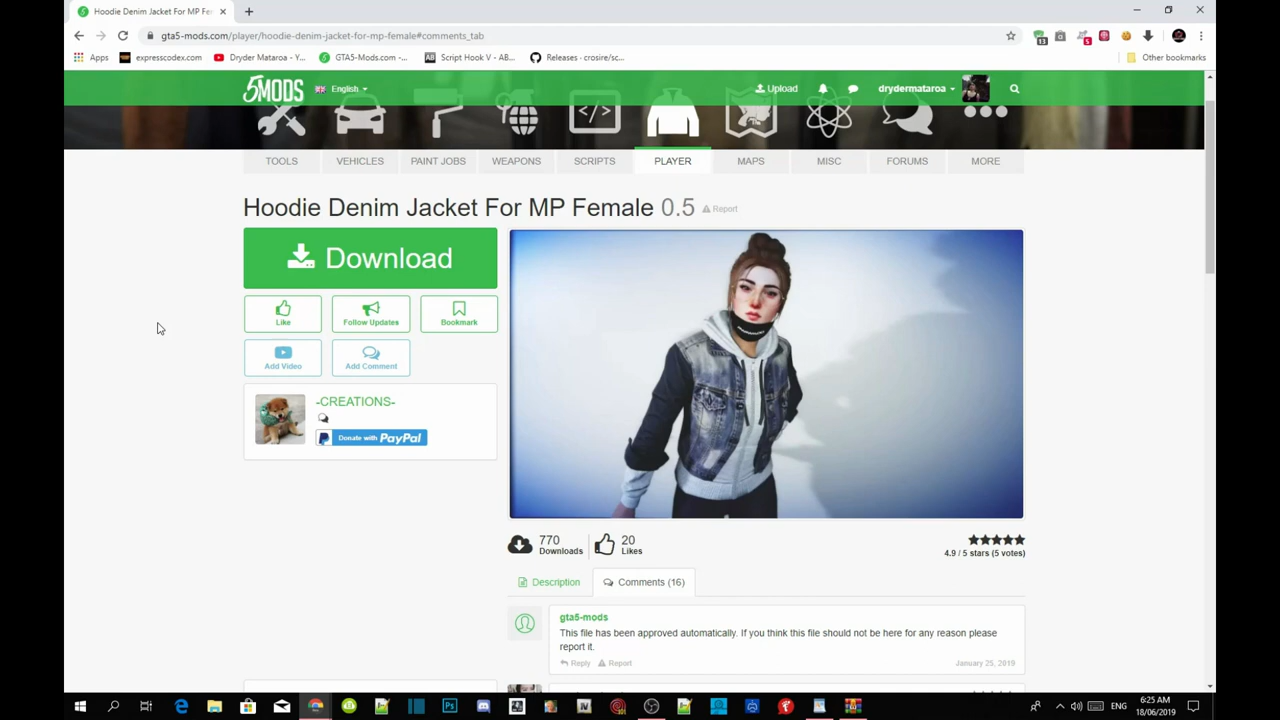 Hoodie Denim Jacket For MP Fem
gta5-mods.com/player/hoodie-denim-jacket-for-mp-female#comments_tab
Apps
expresscodex.com
Dryder Mataroa - Y...
GTA5-Mods.com -...
Script Hook V - AB...
Releases · crosire/sc...
Other bookmarks
5MODS
English
Upload
drydermataroa
TOOLS
VEHICLES
PAINT JOBS
WEAPONS
SCRIPTS
PLAYER
MAPS
MISC
FORUMS
MORE
Hoodie Denim Jacket For MP Female 0.5
Report
Download
Like
Follow Updates
Bookmark
Add Video
Add Comment
-CREATIONS-
Donate with PayPal
770
Downloads
20
Likes
4.9 / 5 stars (5 votes)
Description
Comments (16)
gta5-mods
This file has been approved automatically. If you think this file should not be here for any reason please
report it.
Reply
Report
January 25, 2019
ENG
6:25 AM
18/06/2019